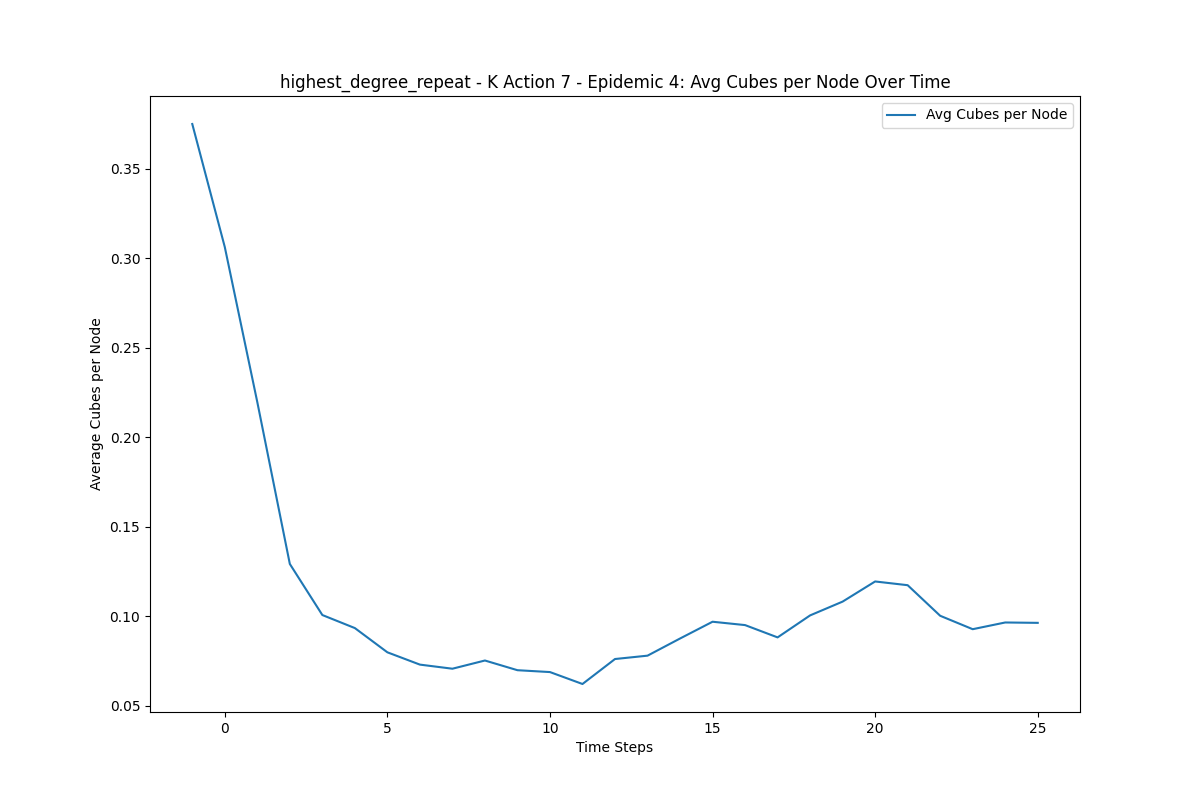 highest_degree_repeat - K Action 7 - Epidemic 4: Avg Cubes per Node Over Time
Avg Cubes per Node
0.35
0.30
0.25
0.20
0.15
0.10
0.05
Average Cubes per Node
0 5 10 15 20 25
Time Steps